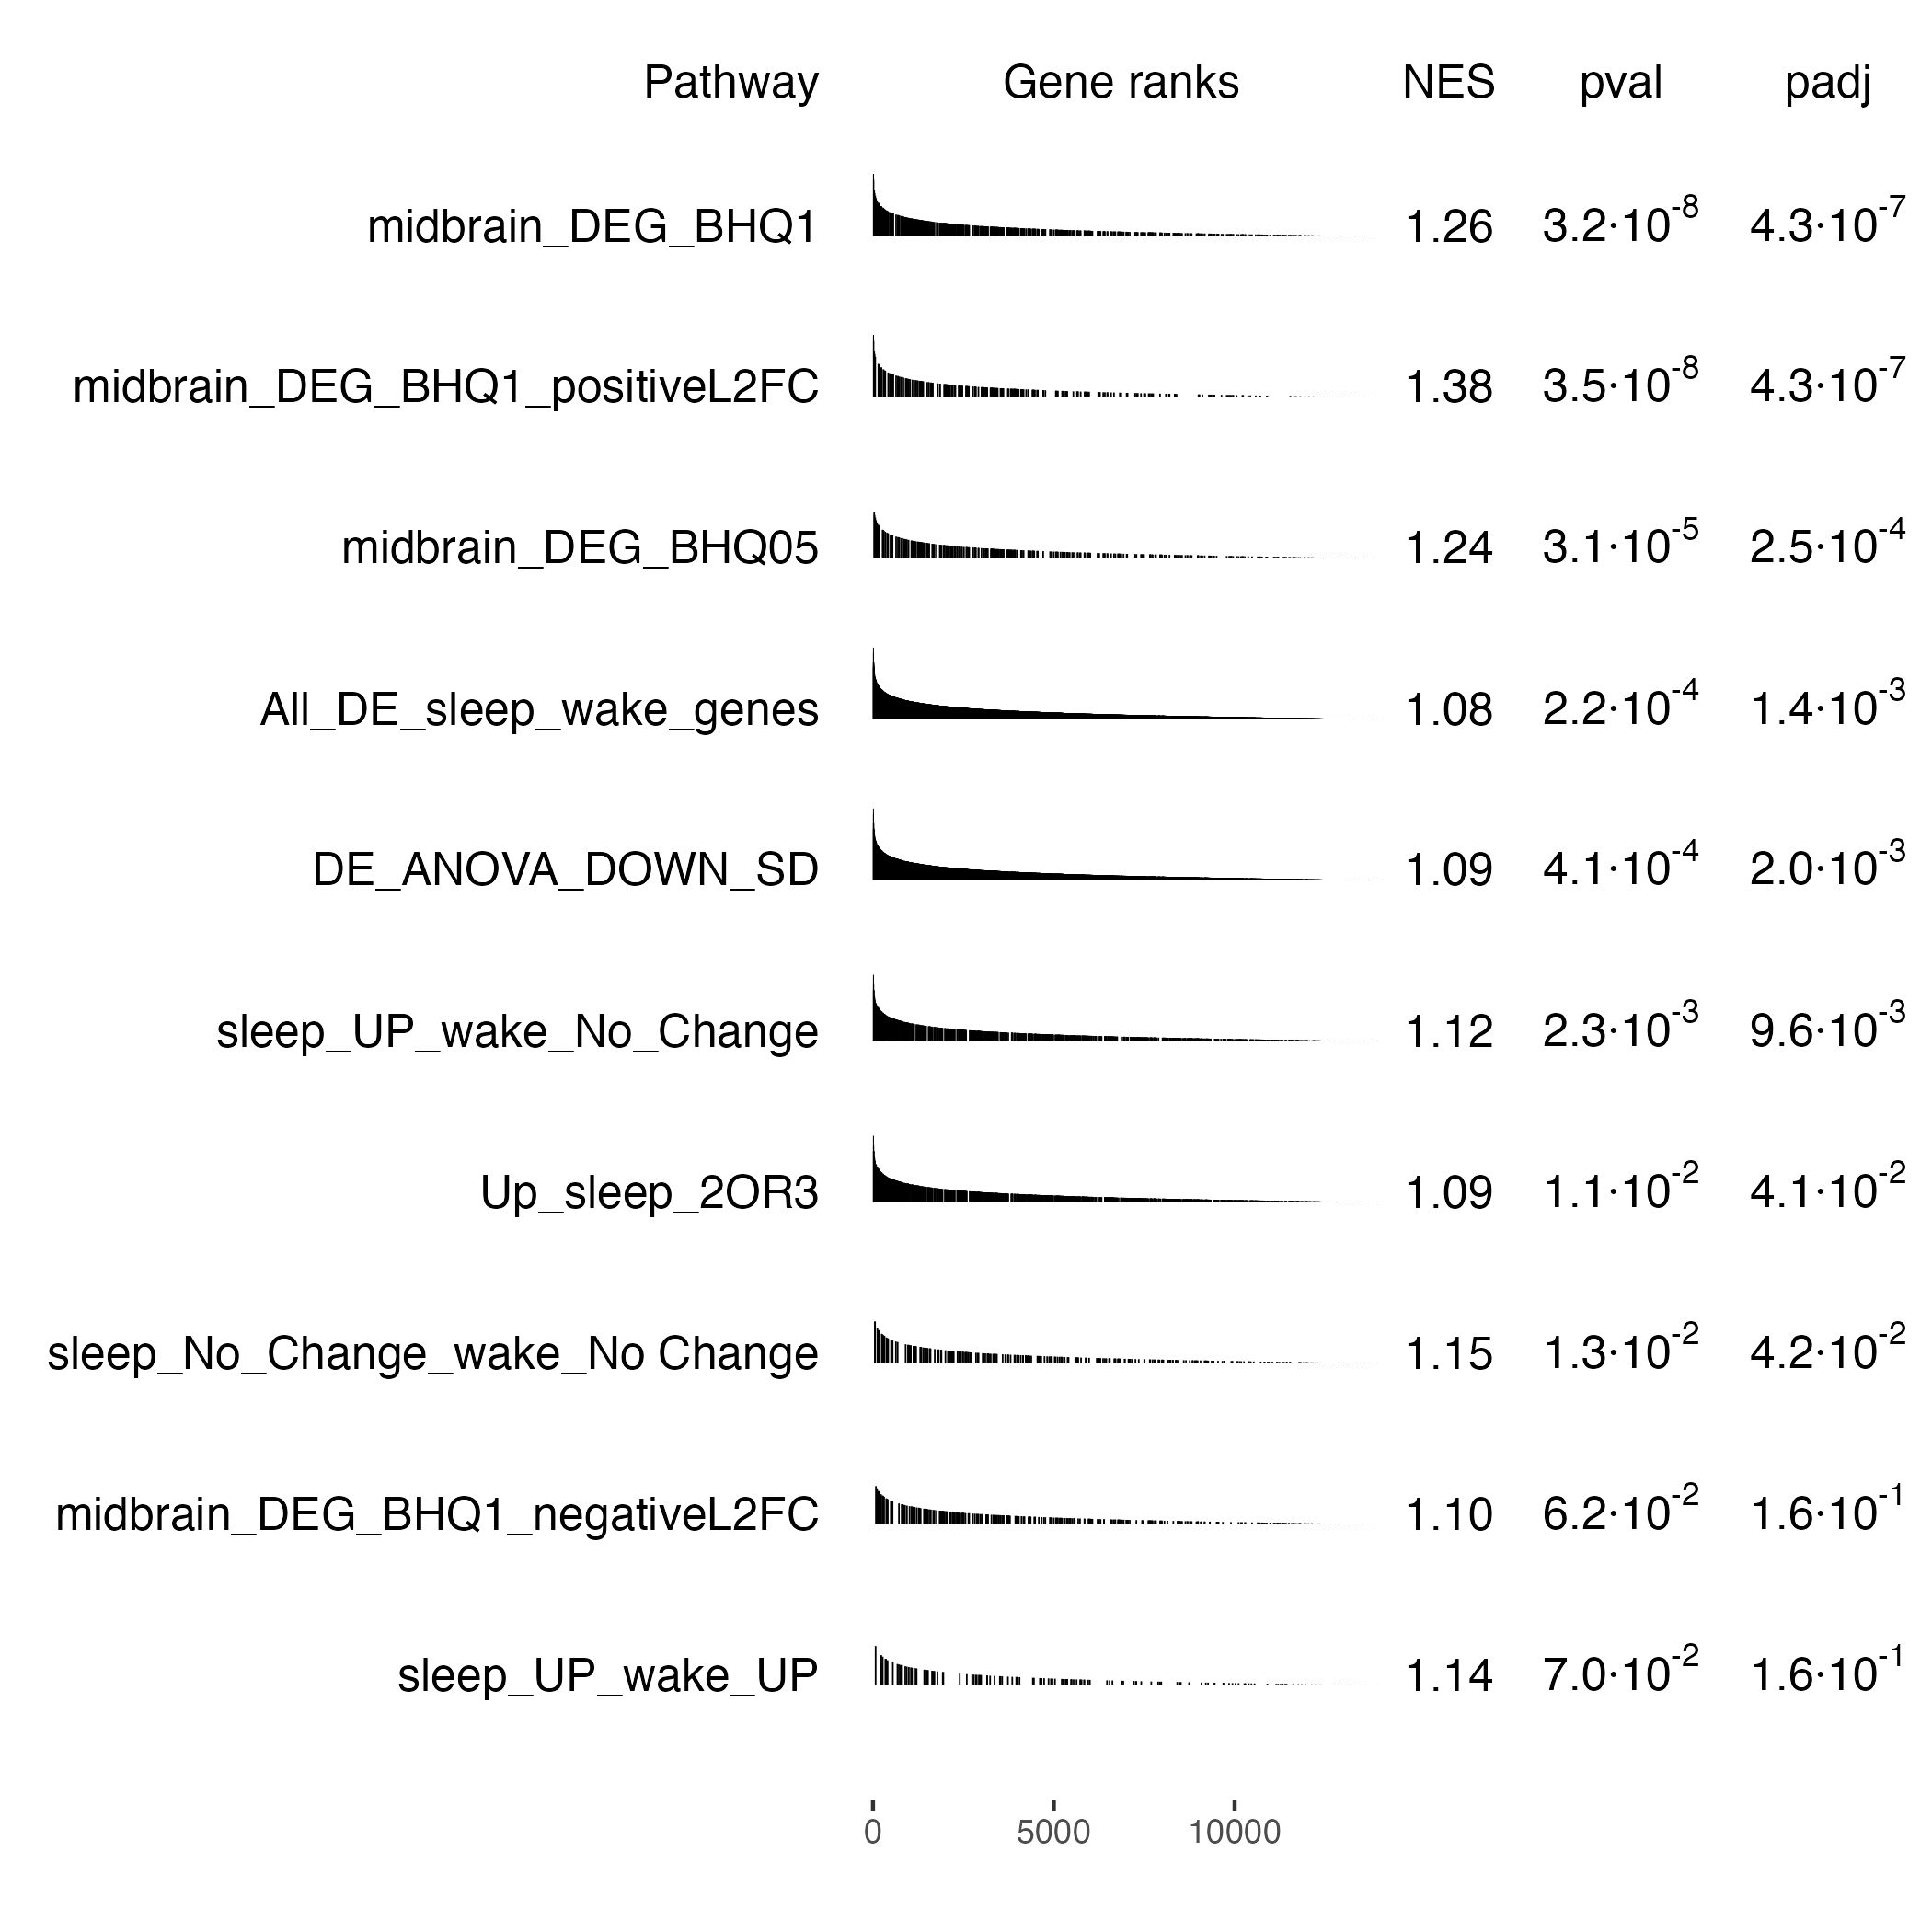 Pathway Gene ranks NES pval padj
midbrain_DEG_BHQ1 1.26 3.2·10⁻⁸ 4.3·10⁻⁷
midbrain_DEG_BHQ1_positiveL2FC 1.38 3.5·10⁻⁸ 4.3·10⁻⁷
midbrain_DEG_BHQ05 1.24 3.1·10⁻⁵ 2.5·10⁻⁴
All_DE_sleep_wake_genes 1.08 2.2·10⁻⁴ 1.4·10⁻³
DE_ANOVA_DOWN_SD 1.09 4.1·10⁻⁴ 2.0·10⁻³
sleep_UP_wake_No_Change 1.12 2.3·10⁻³ 9.6·10⁻³
Up_sleep_2OR3 1.09 1.1·10⁻² 4.1·10⁻²
sleep_No_Change_wake_No Change 1.15 1.3·10⁻² 4.2·10⁻²
midbrain_DEG_BHQ1_negativeL2FC 1.10 6.2·10⁻² 1.6·10⁻¹
sleep_UP_wake_UP 1.14 7.0·10⁻² 1.6·10⁻¹
0 5000 10000